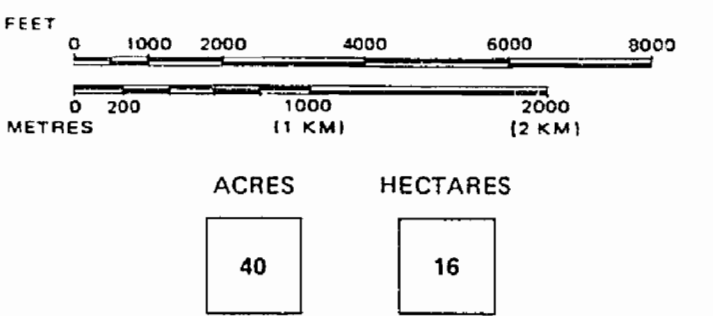 FEET
0 1000 2000 4000 6000 8000
0 200 1000 2000
METRES (1 KM) (2 KM)
ACRES HECTARES
40 16